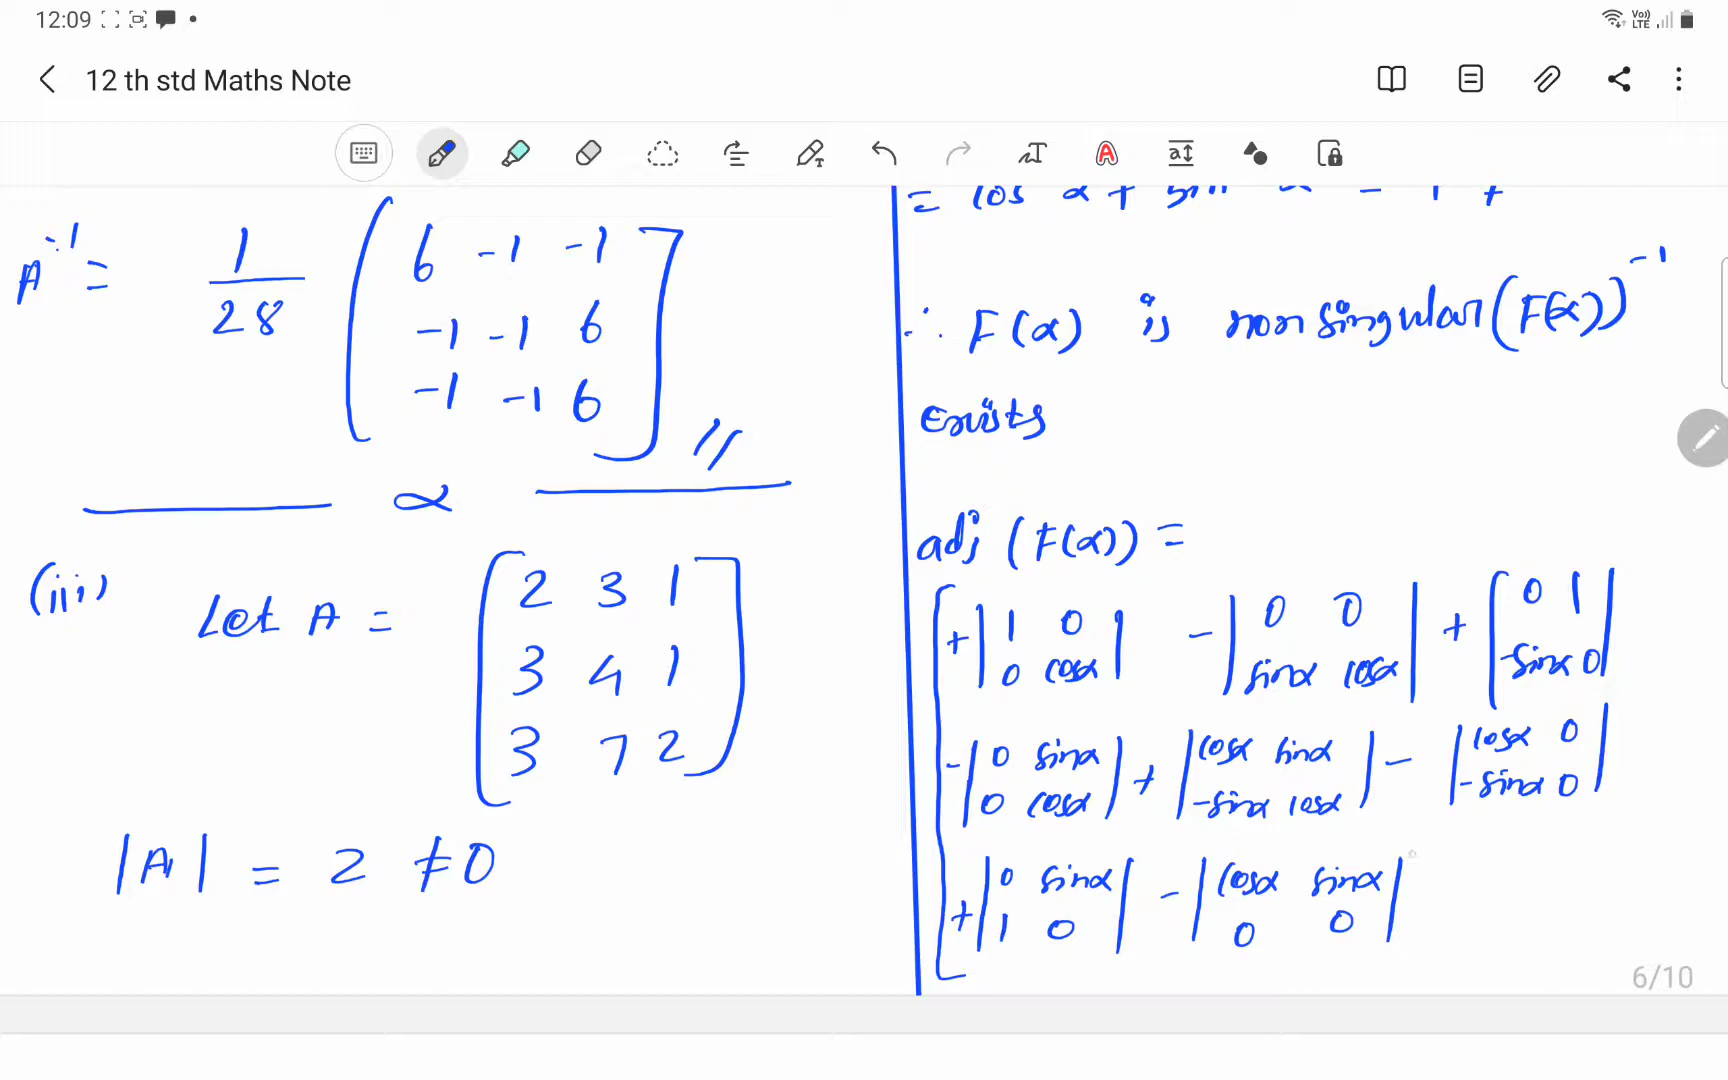 12:09
12 th std Maths Note
A⁻¹ = 1/28 [6 -1 -1
-1 -1 6
-1 -1 6] //
∝
(iii) Let A = [2 3 1
3 4 1
3 7 2]
|A| = 2 ≠ 0
= cos α + sin α = 1 ≠
∴ F(α) is non singular (F(α))⁻¹
Exists
adj (F(α)) =
[+|1 0| -|0 0| +|0 1|
|0 cosα| |sinα cosα| |-sinα 0|
-|0 sinα| +|cosα sinα| -|cosα 0|
|0 cosα| |-sinα cosα| |-sinα 0|
+|0 sinα| -|cosα sinα|
|1 0| |0 0|
6/10